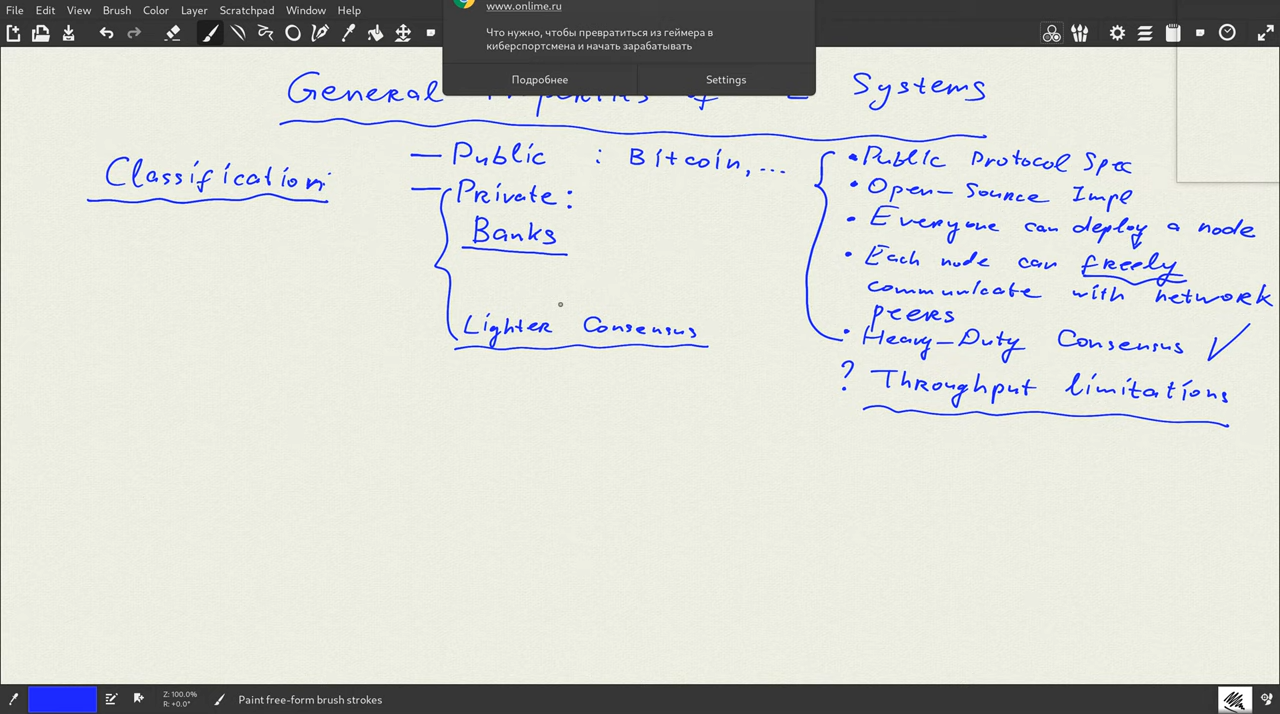 File Edit View Brush Color Layer Scratchpad Window Help
www.onlime.ru
Что нужно, чтобы превратиться из геймера в
киберспортсмена и начать зарабатывать
Подробнее Settings
General Systems
Classification
— Public : Bitcoin, ...
— Private:
Banks
Lighter Consensus
• Public Protocol Spec
• Open-Source Impl
• Everyone can deploy a node
• Each node can freely
communicate with network
peers
• Heavy-Duty Consensus ✓
? Throughput limitations
Z: 100.0%
R: +0.0°
Paint free-form brush strokes